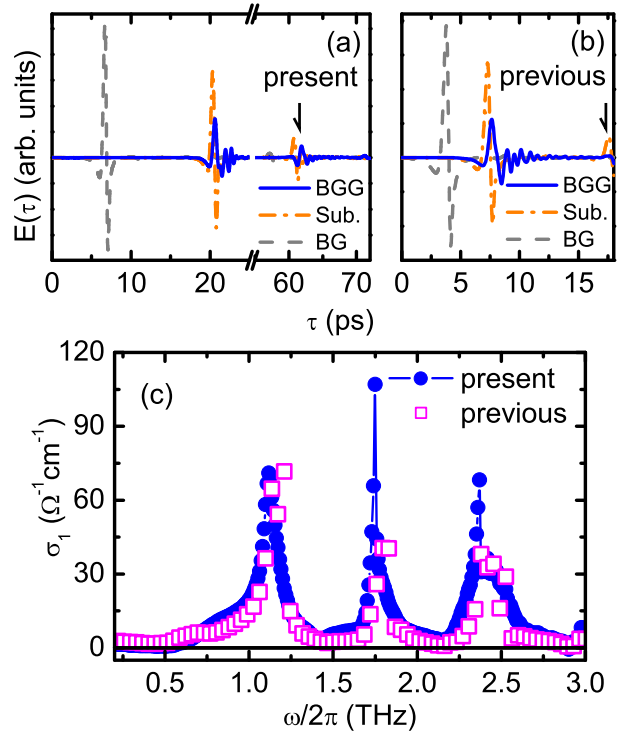 (a)
present
E(τ) (arb. units)
BGG
Sub.
BG
0 20 60 70
(b)
previous
BGG
Sub.
BG
0 5 10 15
τ (ps)
(c)
present
previous
σ₁ (Ω⁻¹cm⁻¹)
120
90
60
30
0
0.5 1.0 1.5 2.0 2.5 3.0
ω/2π (THz)